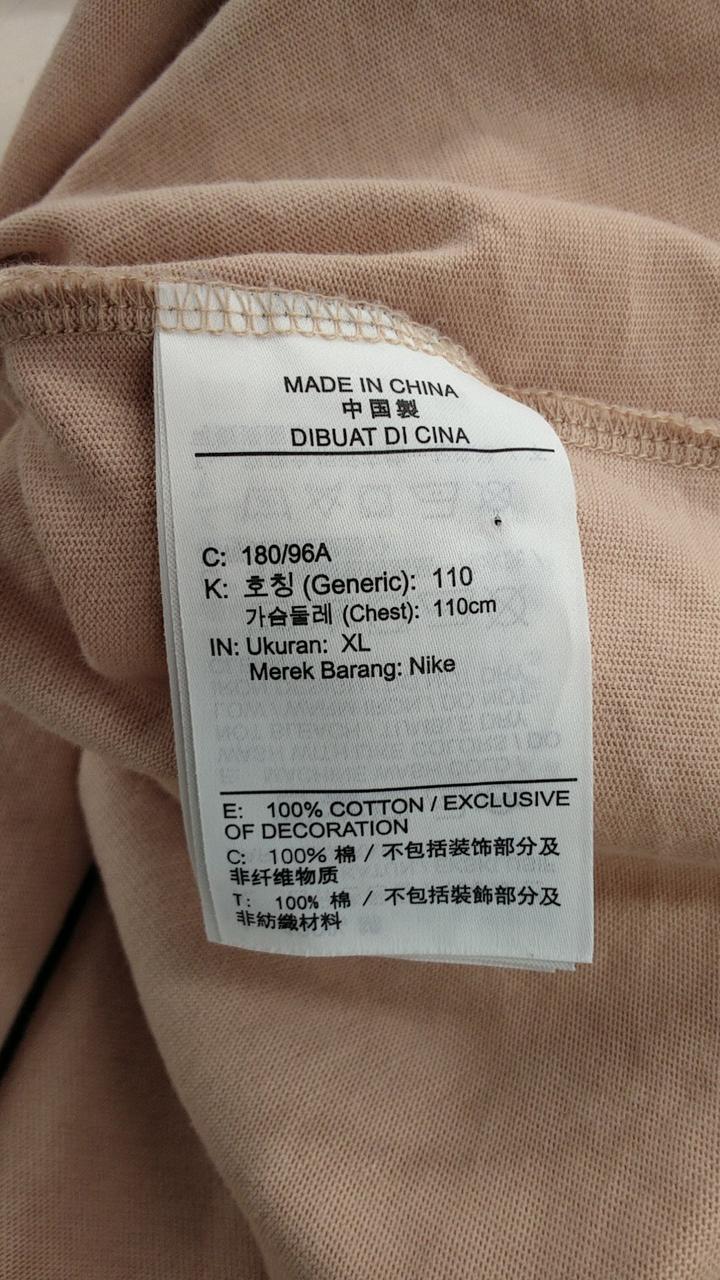 MADE IN CHINA
中国製
DIBUAT DI CINA
C: 180/96A
K: 호칭 (Generic): 110
가슴둘레 (Chest): 110cm
IN: Ukuran: XL
Merek Barang: Nike
E: 100% COTTON / EXCLUSIVE
OF DECORATION
C: 100% 棉 / 不包括装饰部分及
非纤维物质
T: 100% 棉 / 不包括裝飾部分及
非紡織材料